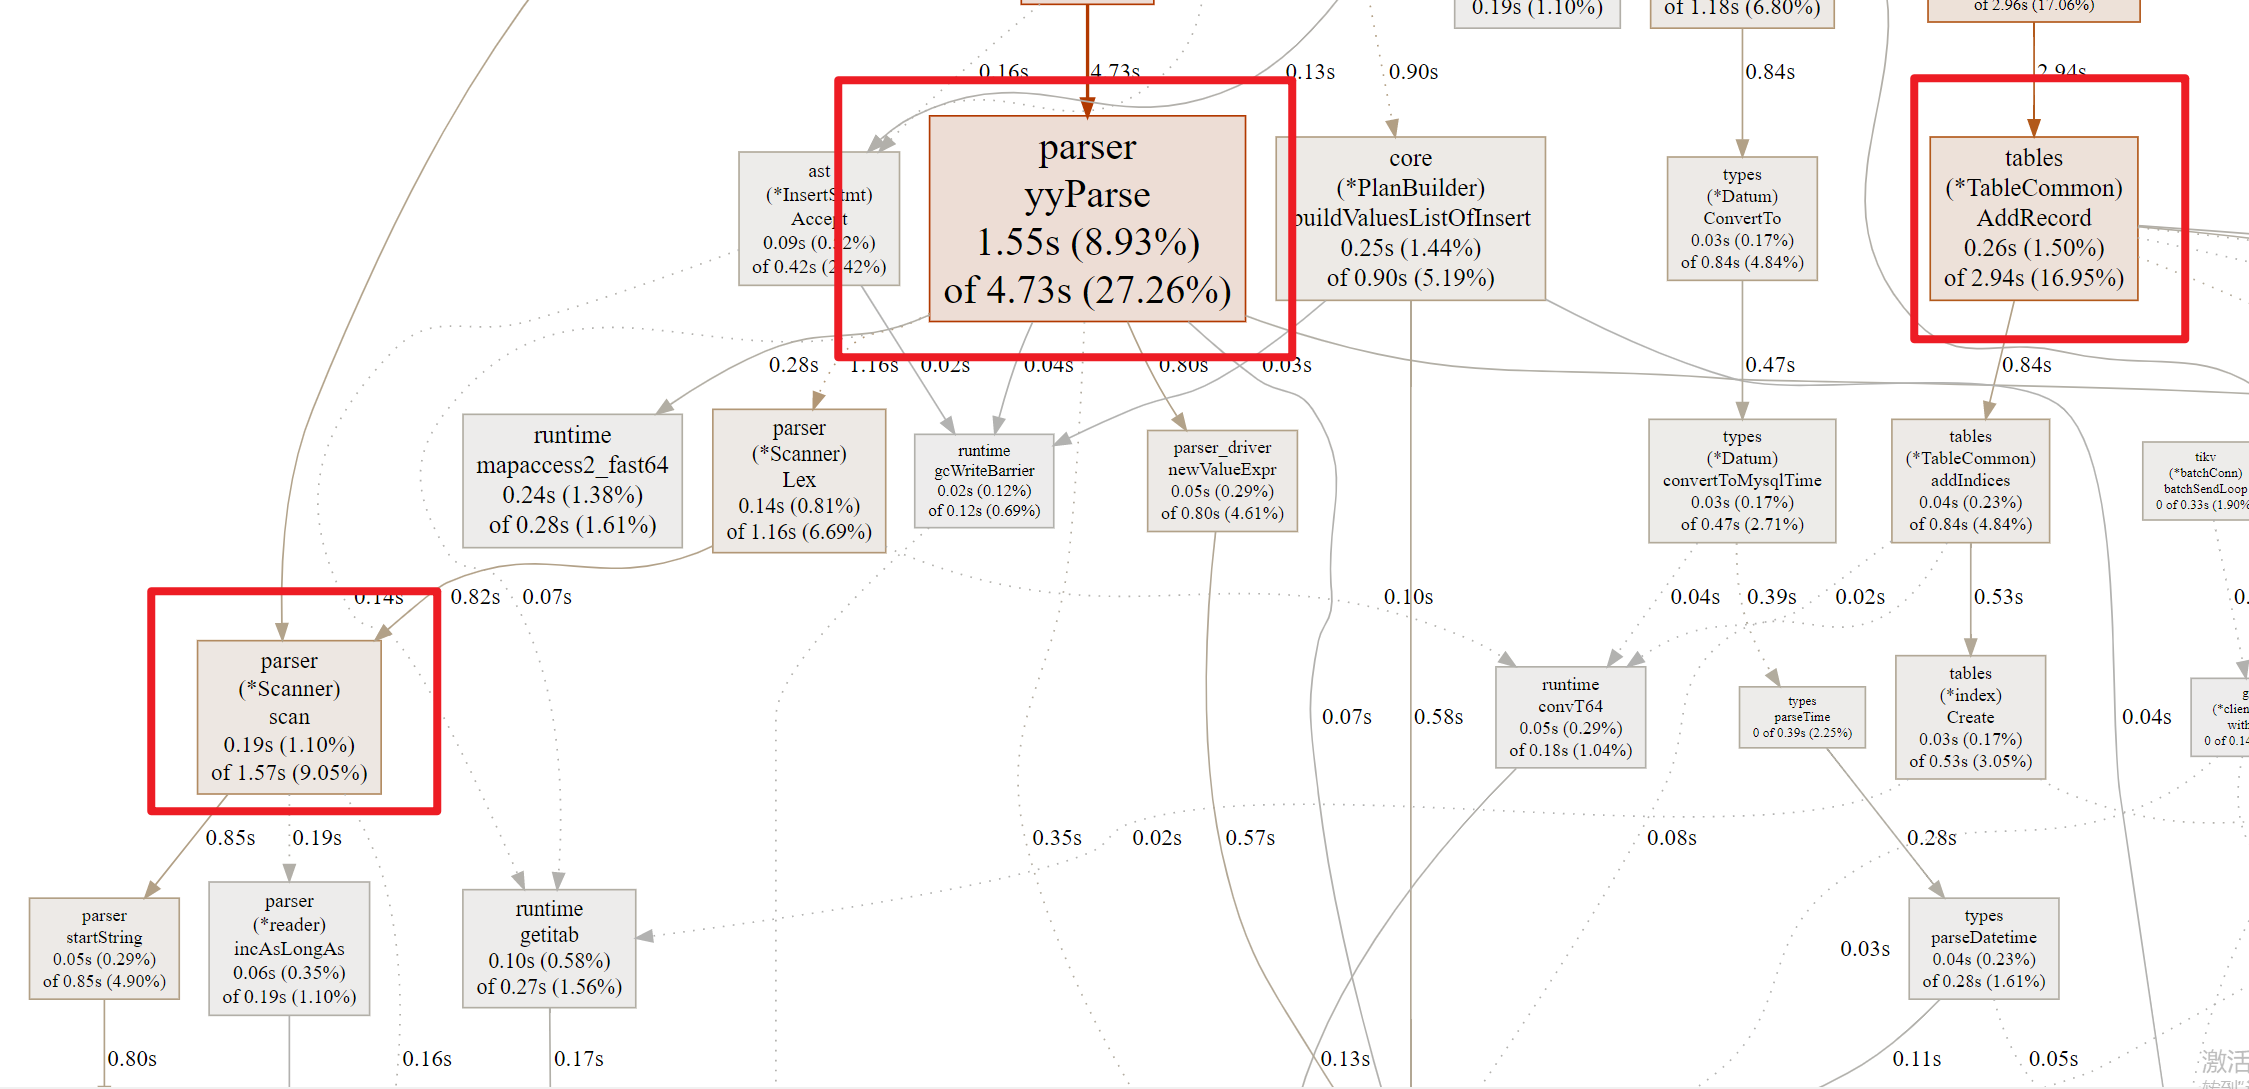 0.19s (1.10%)
of 1.18s (6.80%)
of 2.96s (17.06%)
0.16s
4.73s
0.13s
0.90s
0.84s
2.94s
ast
(*InsertStmt)
Accept
0.09s (0.52%)
of 0.42s (2.42%)
parser
yyParse
1.55s (8.93%)
of 4.73s (27.26%)
core
(*PlanBuilder)
buildValuesListOfInsert
0.25s (1.44%)
of 0.90s (5.19%)
types
(*Datum)
ConvertTo
0.03s (0.17%)
of 0.84s (4.84%)
tables
(*TableCommon)
AddRecord
0.26s (1.50%)
of 2.94s (16.95%)
0.28s
1.16s
0.02s
0.04s
0.80s
0.03s
0.47s
0.84s
runtime
mapaccess2_fast64
0.24s (1.38%)
of 0.28s (1.61%)
parser
(*Scanner)
Lex
0.14s (0.81%)
of 1.16s (6.69%)
runtime
gcWriteBarrier
0.02s (0.12%)
of 0.12s (0.69%)
parser_driver
newValueExpr
0.05s (0.29%)
of 0.80s (4.61%)
types
(*Datum)
convertToMysqlTime
0.03s (0.17%)
of 0.47s (2.71%)
tables
(*TableCommon)
addIndices
0.04s (0.23%)
of 0.84s (4.84%)
tikv
(*batchConn)
batchSendLoop
0 of 0.33s (1.90%
0.14s
0.82s
0.07s
0.10s
0.04s
0.39s
0.02s
0.53s
0.
parser
(*Scanner)
scan
0.19s (1.10%)
of 1.57s (9.05%)
runtime
convT64
0.05s (0.29%)
of 0.18s (1.04%)
types
parseTime
0 of 0.39s (2.25%)
tables
(*index)
Create
0.03s (0.17%)
of 0.53s (3.05%)
g
(*clien
with
0 of 0.14
0.07s
0.58s
0.04s
0.85s
0.19s
0.35s
0.02s
0.57s
0.08s
0.28s
parser
startString
0.05s (0.29%)
of 0.85s (4.90%)
parser
(*reader)
incAsLongAs
0.06s (0.35%)
of 0.19s (1.10%)
runtime
getitab
0.10s (0.58%)
of 0.27s (1.56%)
0.03s
types
parseDatetime
0.04s (0.23%)
of 0.28s (1.61%)
0.80s
0.16s
0.17s
0.13s
0.11s
0.05s
激活